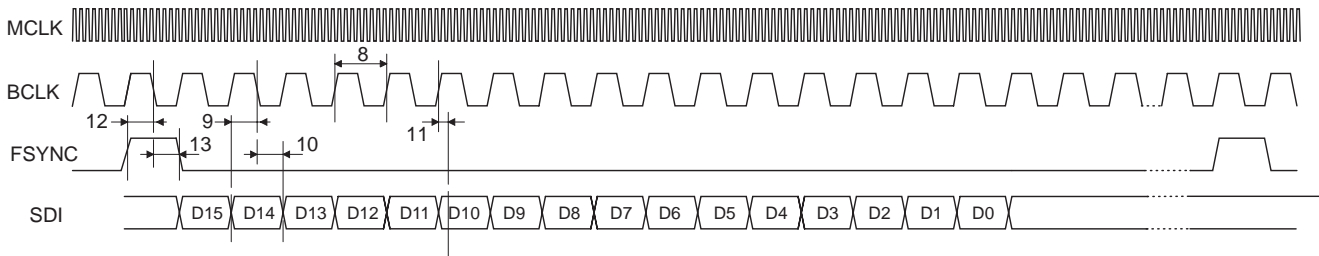 MCLK
8
BCLK
12 9 11
13 10
FSYNC
SDI D15 D14 D13 D12 D11 D10 D9 D8 D7 D6 D5 D4 D3 D2 D1 D0